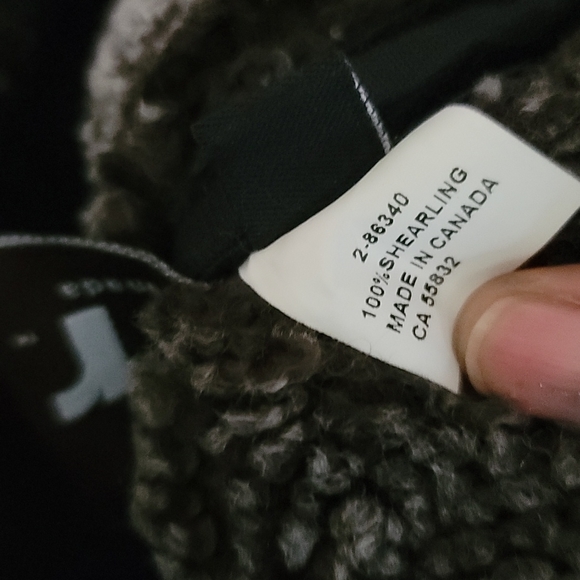 2-86340
100% SHEARLING
MADE IN CANADA
CA 55832